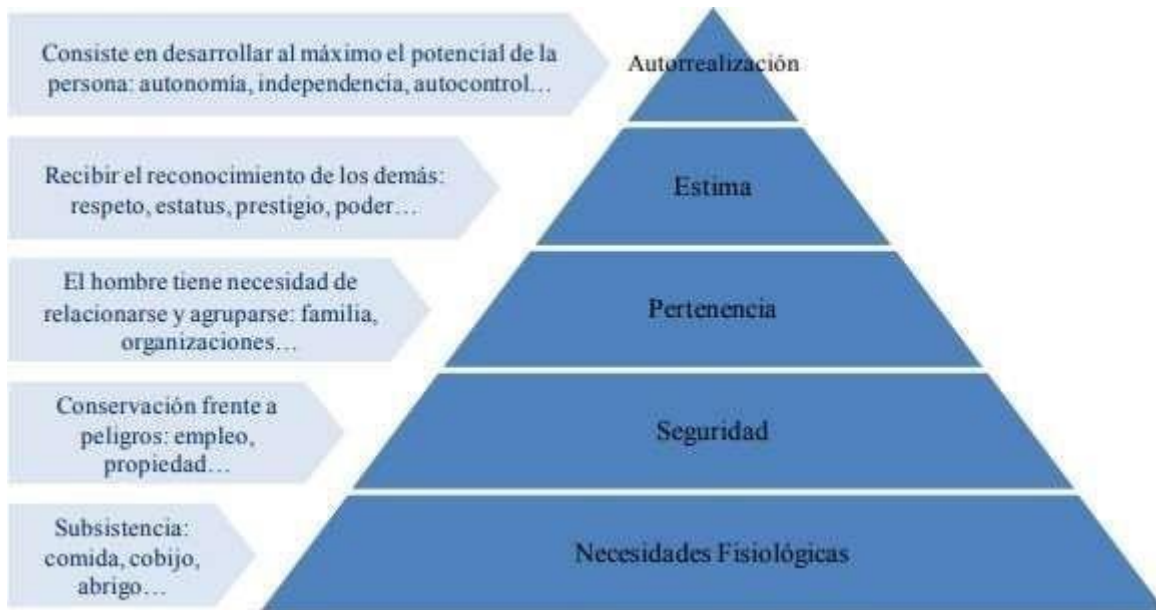 Consiste en desarrollar al máximo el potencial de la
persona: autonomía, independencia, autocontrol…
Autorrealización
Recibir el reconocimiento de los demás:
respeto, estatus, prestigio, poder…
Estima
El hombre tiene necesidad de
relacionarse y agruparse: familia,
organizaciones…
Pertenencia
Conservación frente a
peligros: empleo,
propiedad…
Seguridad
Subsistencia:
comida, cobijo,
abrigo…
Necesidades Fisiológicas